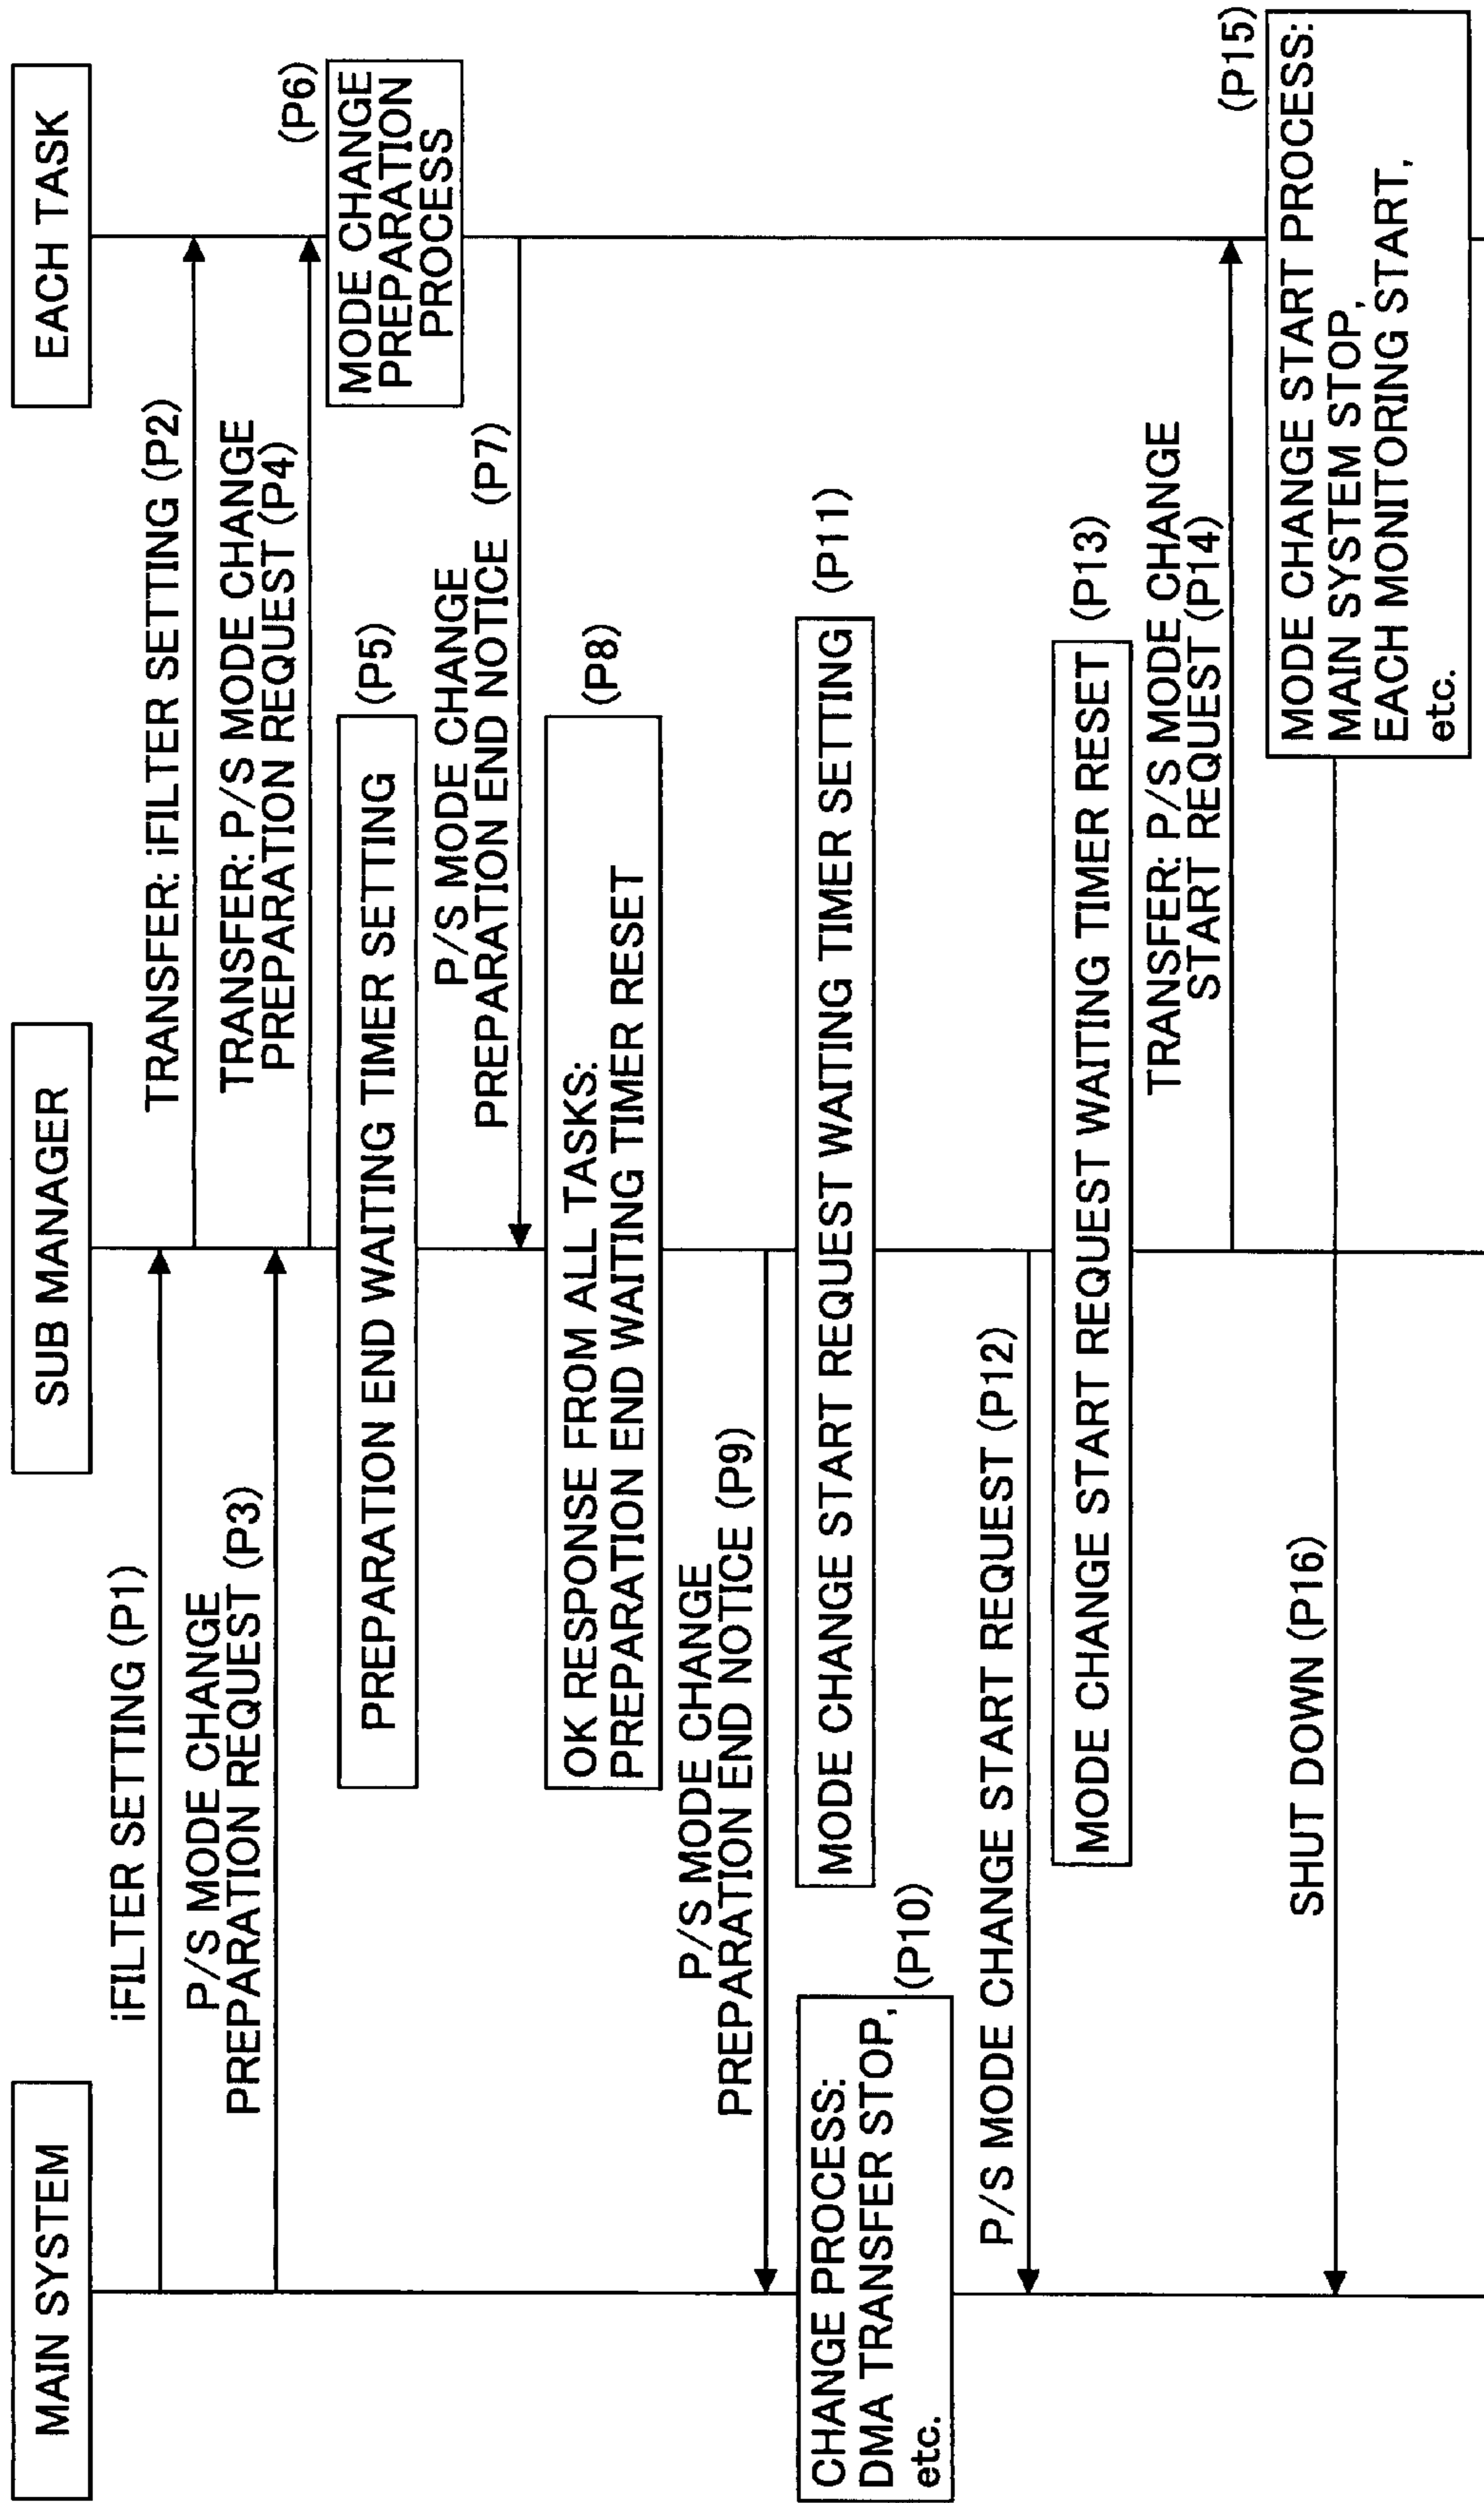 MAIN SYSTEM
SUB MANAGER
EACH TASK
iFILTER SETTING (P1)
TRANSFER: iFILTER SETTING (P2)
P/S MODE CHANGE
PREPARATION REQUEST (P3)
TRANSFER: P/S MODE CHANGE
PREPARATION REQUEST (P4)
PREPARATION END WAITING TIMER SETTING
(P5)
(P6)
MODE CHANGE
PREPARATION
PROCESS
P/S MODE CHANGE
PREPARATION END NOTICE (P7)
OK RESPONSE FROM ALL TASKS:
PREPARATION END WAITING TIMER RESET
(P8)
P/S MODE CHANGE
PREPARATION END NOTICE (P9)
CHANGE PROCESS:
DMA TRANSFER STOP,
etc.
(P10)
MODE CHANGE START REQUEST WAITING TIMER SETTING
(P11)
P/S MODE CHANGE START REQUEST (P12)
MODE CHANGE START REQUEST WAITING TIMER RESET
(P13)
TRANSFER: P/S MODE CHANGE
START REQUEST (P14)
(P15)
MODE CHANGE START PROCESS:
MAIN SYSTEM STOP,
EACH MONITORING START,
etc.
SHUT DOWN (P16)